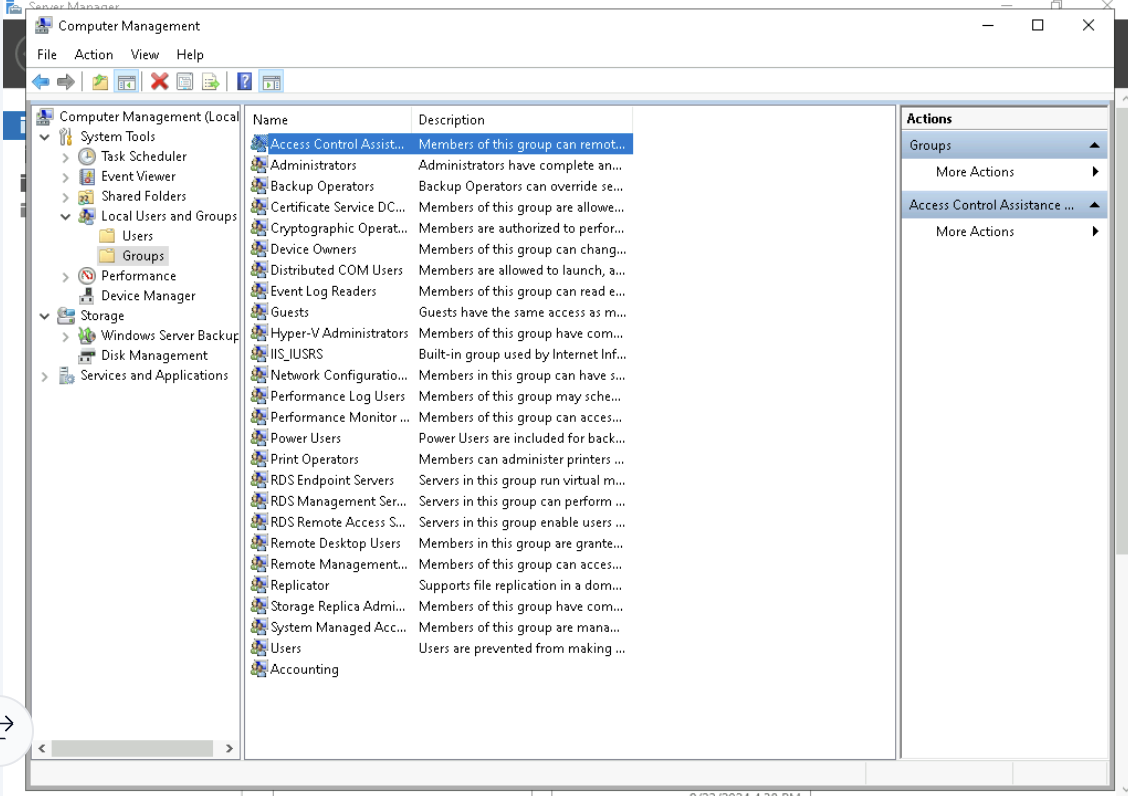 Server Manager
Computer Management
File Action View Help
Computer Management (Local
System Tools
Task Scheduler
Event Viewer
Shared Folders
Local Users and Groups
Users
Groups
Performance
Device Manager
Storage
Windows Server Backup
Disk Management
Services and Applications
Name Description
Access Control Assist... Members of this group can remot...
Administrators Administrators have complete an...
Backup Operators Backup Operators can override se...
Certificate Service DC... Members of this group are allowe...
Cryptographic Operat... Members are authorized to perfor...
Device Owners Members of this group can chang...
Distributed COM Users Members are allowed to launch, a...
Event Log Readers Members of this group can read e...
Guests Guests have the same access as m...
Hyper-V Administrators Members of this group have com...
IIS_IUSRS Built-in group used by Internet Inf...
Network Configuratio... Members in this group can have s...
Performance Log Users Members of this group may sche...
Performance Monitor ... Members of this group can acces...
Power Users Power Users are included for back...
Print Operators Members can administer printers ...
RDS Endpoint Servers Servers in this group run virtual m...
RDS Management Ser... Servers in this group can perform ...
RDS Remote Access S... Servers in this group enable users ...
Remote Desktop Users Members in this group are grante...
Remote Management... Members of this group can acces...
Replicator Supports file replication in a dom...
Storage Replica Admi... Members of this group have com...
System Managed Acc... Members of this group are mana...
Users Users are prevented from making ...
Accounting
Actions
Groups
More Actions
Access Control Assistance ...
More Actions